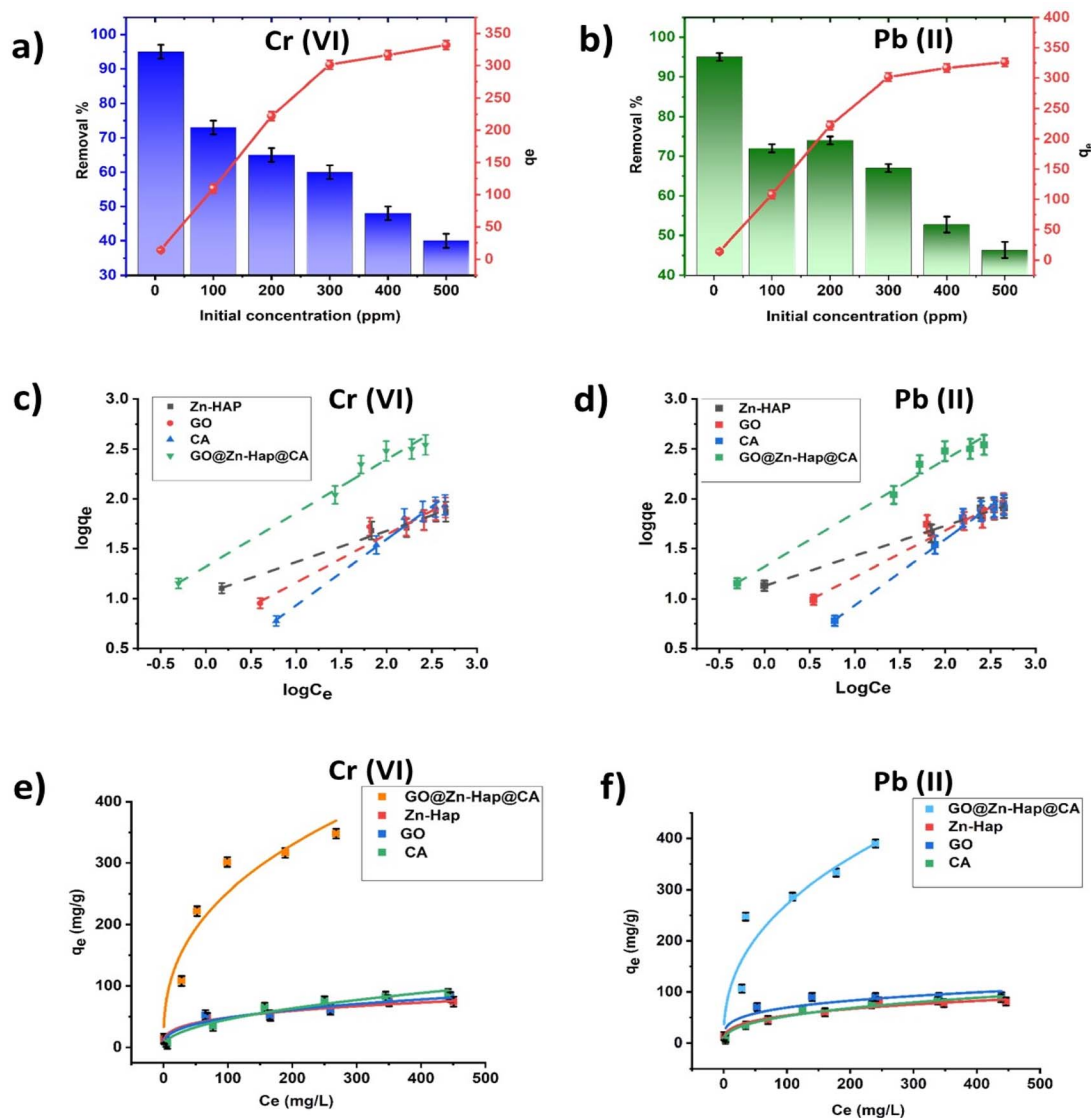 a)
Cr (VI)
Removal %
100
90
80
70
60
50
40
30
350
300
250
200
150
100
50
0
qe
0 100 200 300 400 500
Initial concentration (ppm)
b)
Pb (II)
Removal %
100
90
80
70
60
50
40
400
350
300
250
200
150
100
50
0
0 100 200 300 400 500
Initial concentration (ppm)
c)
Cr (VI)
Zn-HAP
GO
CA
GO@Zn-Hap@CA
logqe
3.0
2.5
2.0
1.5
1.0
0.5
-0.5 0.0 0.5 1.0 1.5 2.0 2.5 3.0
logCe
d)
Pb (II)
Zn-HAP
GO
CA
GO@Zn-Hap@CA
logqe
3.0
2.5
2.0
1.5
1.0
0.5
-0.5 0.0 0.5 1.0 1.5 2.0 2.5 3.0
LogCe
e)
Cr (VI)
GO@Zn-Hap@CA
Zn-Hap
GO
CA
qe (mg/g)
400
300
200
100
0
0 100 200 300 400 500
Ce (mg/L)
f)
Pb (II)
GO@Zn-Hap@CA
Zn-Hap
GO
CA
qe (mg/g)
400
300
200
100
0
0 100 200 300 400 500
Ce (mg/L)